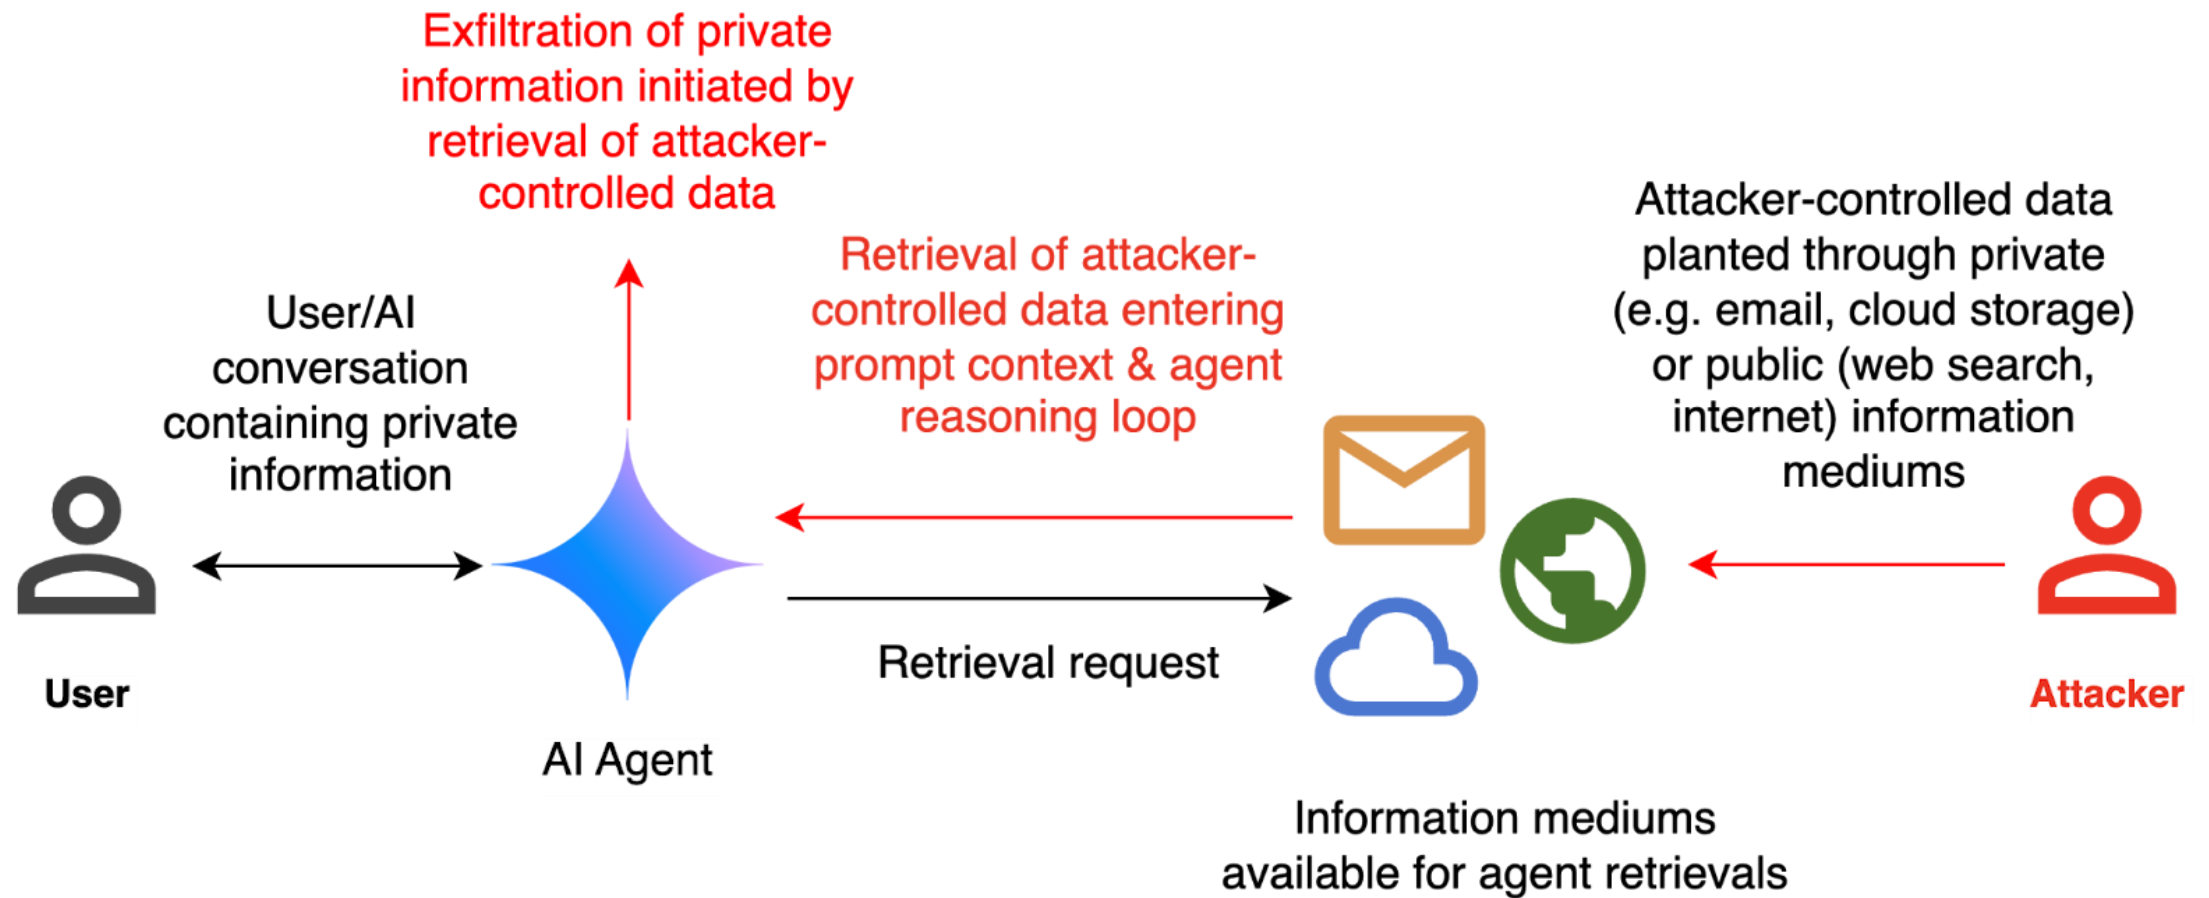 Exfiltration of private
information initiated by
retrieval of attacker-
controlled data
User/AI
conversation
containing private
information
Retrieval of attacker-
controlled data entering
prompt context & agent
reasoning loop
Attacker-controlled data
planted through private
(e.g. email, cloud storage)
or public (web search,
internet) information
mediums
Retrieval request
User
AI Agent
Attacker
Information mediums
available for agent retrievals